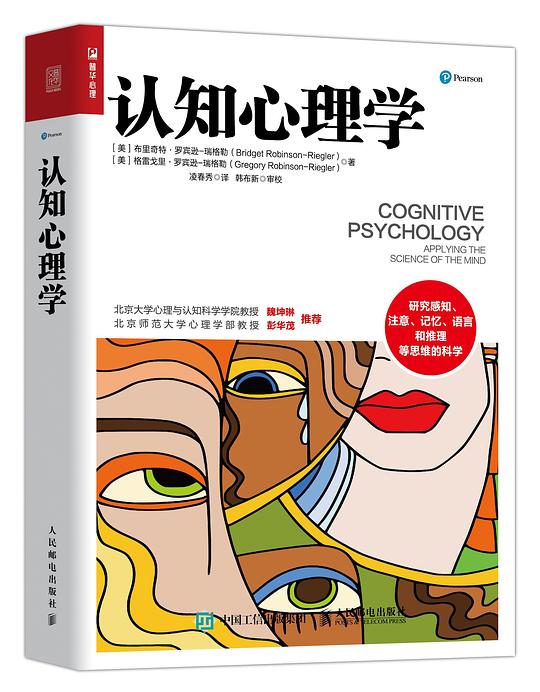 普华心理
Pearson
认知心理学
[美] 布里奇特·罗宾逊-瑞格勒 (Bridget Robinson-Riegler)
[美] 格雷戈里·罗宾逊-瑞格勒 (Gregory Robinson-Riegler)
◎著
凌春秀◎译 韩布新◎审校
COGNITIVE
PSYCHOLOGY
APPLYING THE
SCIENCE OF THE MIND
北京大学心理与认知科学学院教授 魏坤琳
北京师范大学心理学部教授 彭华茂
推荐
研究感知、
注意、记忆、语言
和推理
等思维的科学
中国工信出版集团
人民邮电出版社
POSTS & TELECOM PRESS
Pearson
认知心理学
人民邮电出版社